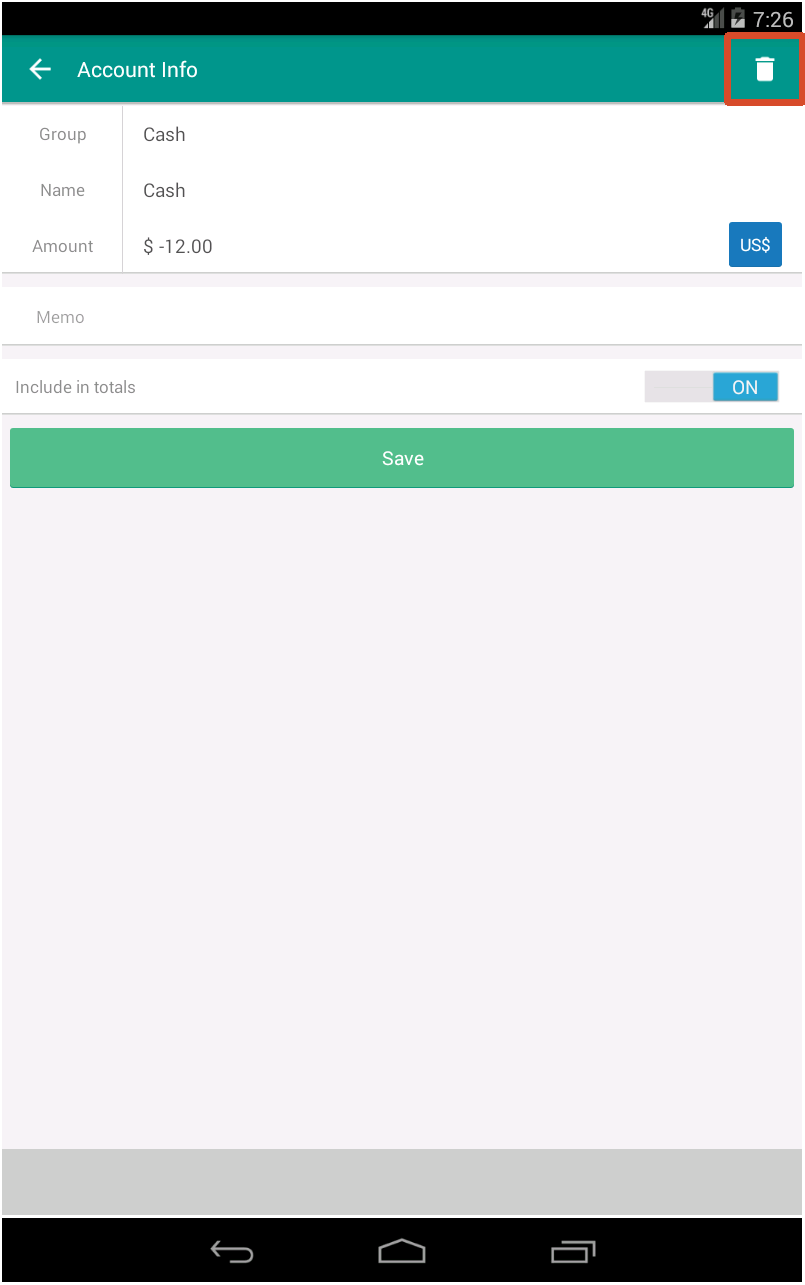 4G 7:26
Account Info
Group Cash
Name Cash
Amount $ -12.00 US$
Memo
Include in totals ON
Save